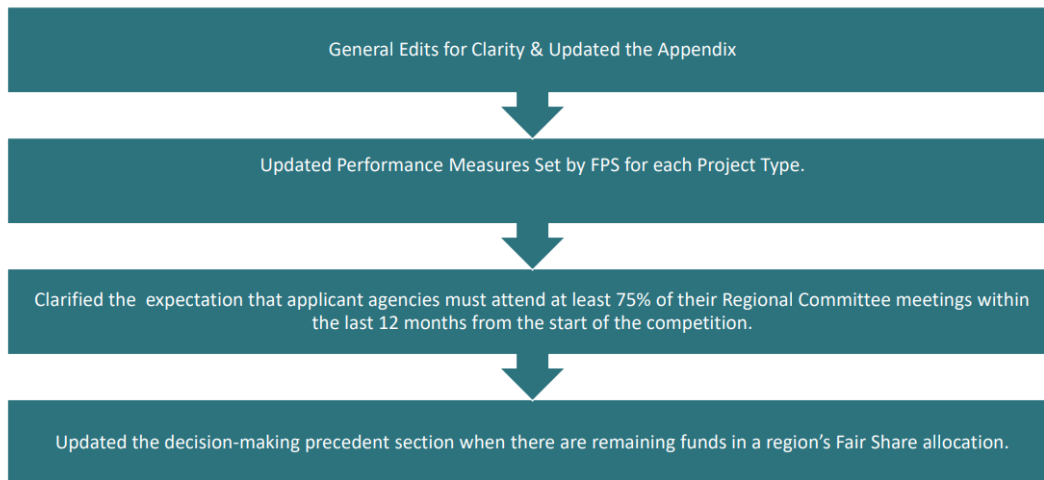 General Edits for Clarity & Updated the Appendix
Updated Performance Measures Set by FPS for each Project Type.
Clarified the  expectation that applicant agencies must attend at least 75% of their Regional Committee meetings within
the last 12 months from the start of the competition.
Updated the decision-making precedent section when there are remaining funds in a region’s Fair Share allocation.